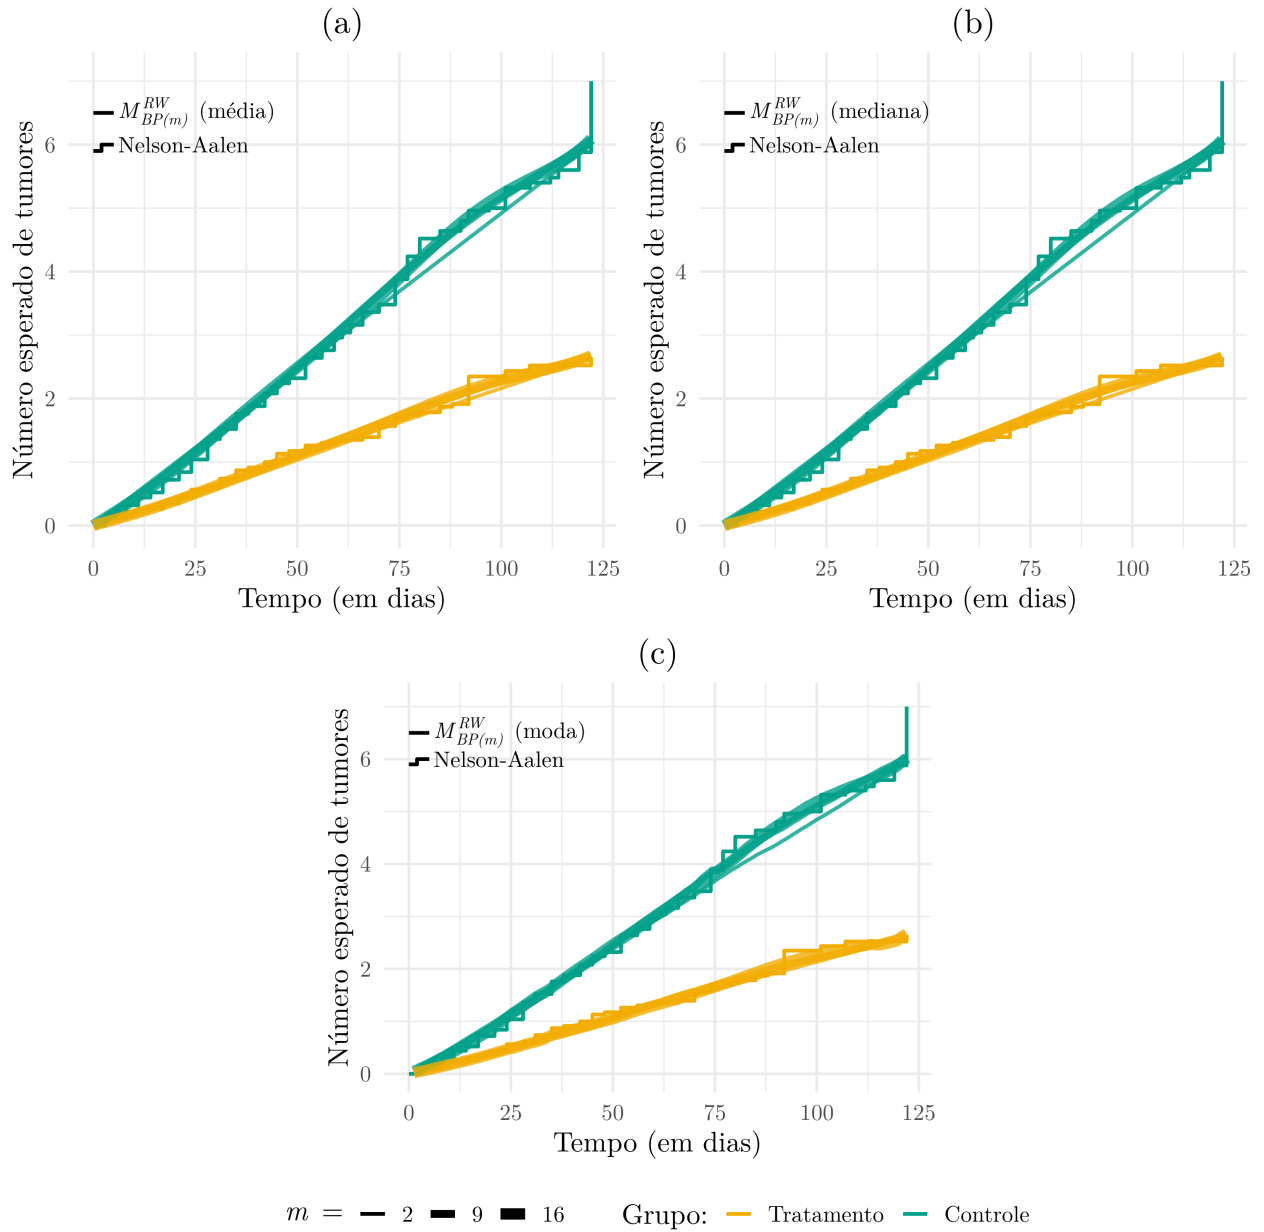 (a)
Número esperado de tumores
M^{RW}_{BP(m)} (média)
Nelson-Aalen
6
4
2
0
0 25 50 75 100 125
Tempo (em dias)
(b)
Número esperado de tumores
M^{RW}_{BP(m)} (mediana)
Nelson-Aalen
6
4
2
0
0 25 50 75 100 125
Tempo (em dias)
(c)
Número esperado de tumores
M^{RW}_{BP(m)} (moda)
Nelson-Aalen
6
4
2
0
0 25 50 75 100 125
Tempo (em dias)
m = 2 9 16 Grupo: Tratamento Controle